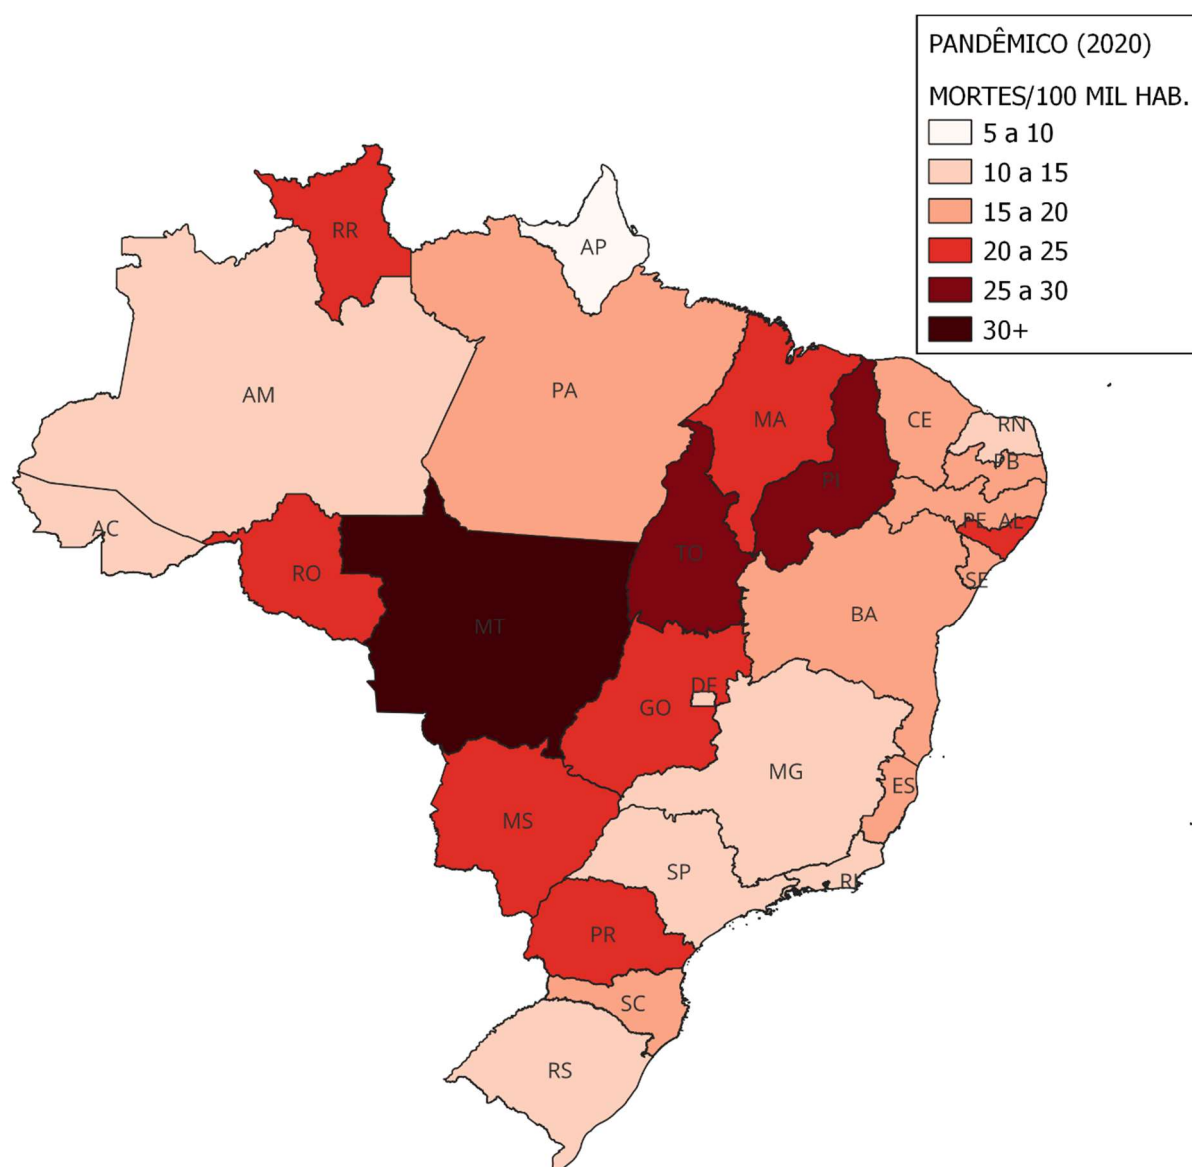 PANDÊMICO (2020)
MORTES/100 MIL HAB.
5 a 10
10 a 15
15 a 20
20 a 25
25 a 30
30+
RR
AP
AM
PA
MA
CE
RN
PB
PI
PE
AL
AC
TO
SE
RO
BA
MT
DF
GO
MG
ES
MS
SP
RJ
PR
SC
RS